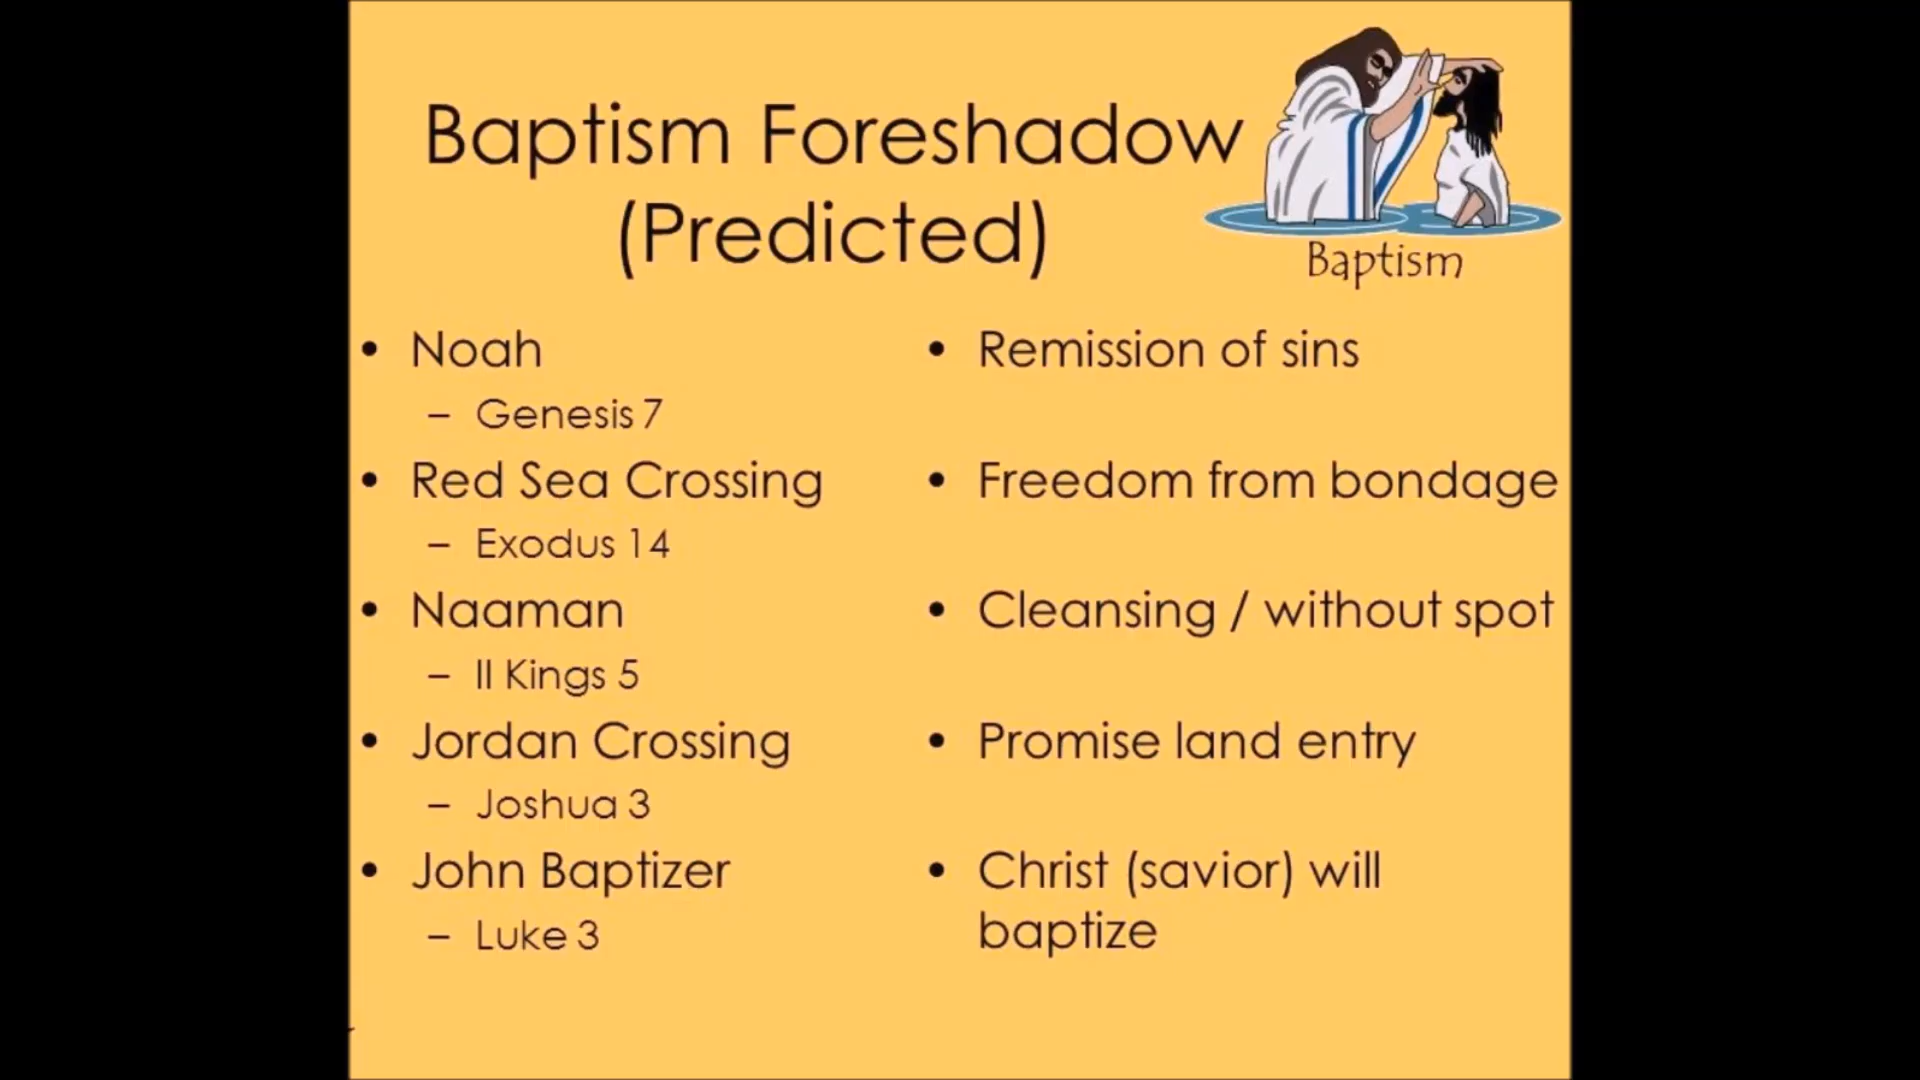 Baptism Foreshadow
(Predicted)
Baptism
• Noah
– Genesis 7
• Red Sea Crossing
– Exodus 14
• Naaman
– II Kings 5
• Jordan Crossing
– Joshua 3
• John Baptizer
– Luke 3
• Remission of sins
• Freedom from bondage
• Cleansing / without spot
• Promise land entry
• Christ (savior) will
baptize